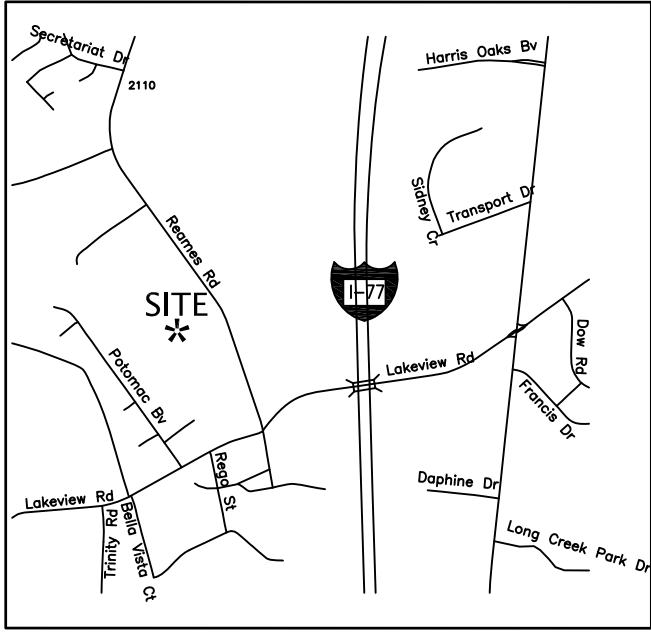 Secretariat Dr
2110
Harris Oaks Bv
Sidney Cr
Transport Dr
Reames Rd
SITE
*
I-77
Potomac Bv
Lakeview Rd
Dow Rd
Francis Dr
Rego St
Daphine Dr
Lakeview Rd
Trinity Rd
Bella Vista Ct
Long Creek Park Dr